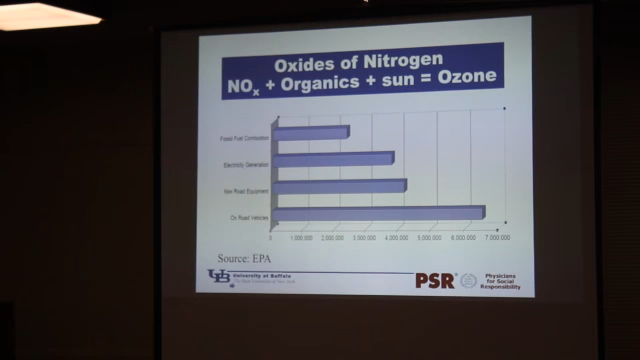 Oxides of Nitrogen
NOx + Organics + sun = Ozone
Fossil Fuel Combustion
Electricity Generation
Non Road Equipment
On Road Vehicles
0 1,000,000 2,000,000 3,000,000 4,000,000 5,000,000 6,000,000 7,000,000
Source: EPA
UB University at Buffalo
The State University of New York
PSR Physicians
for Social
Responsibility